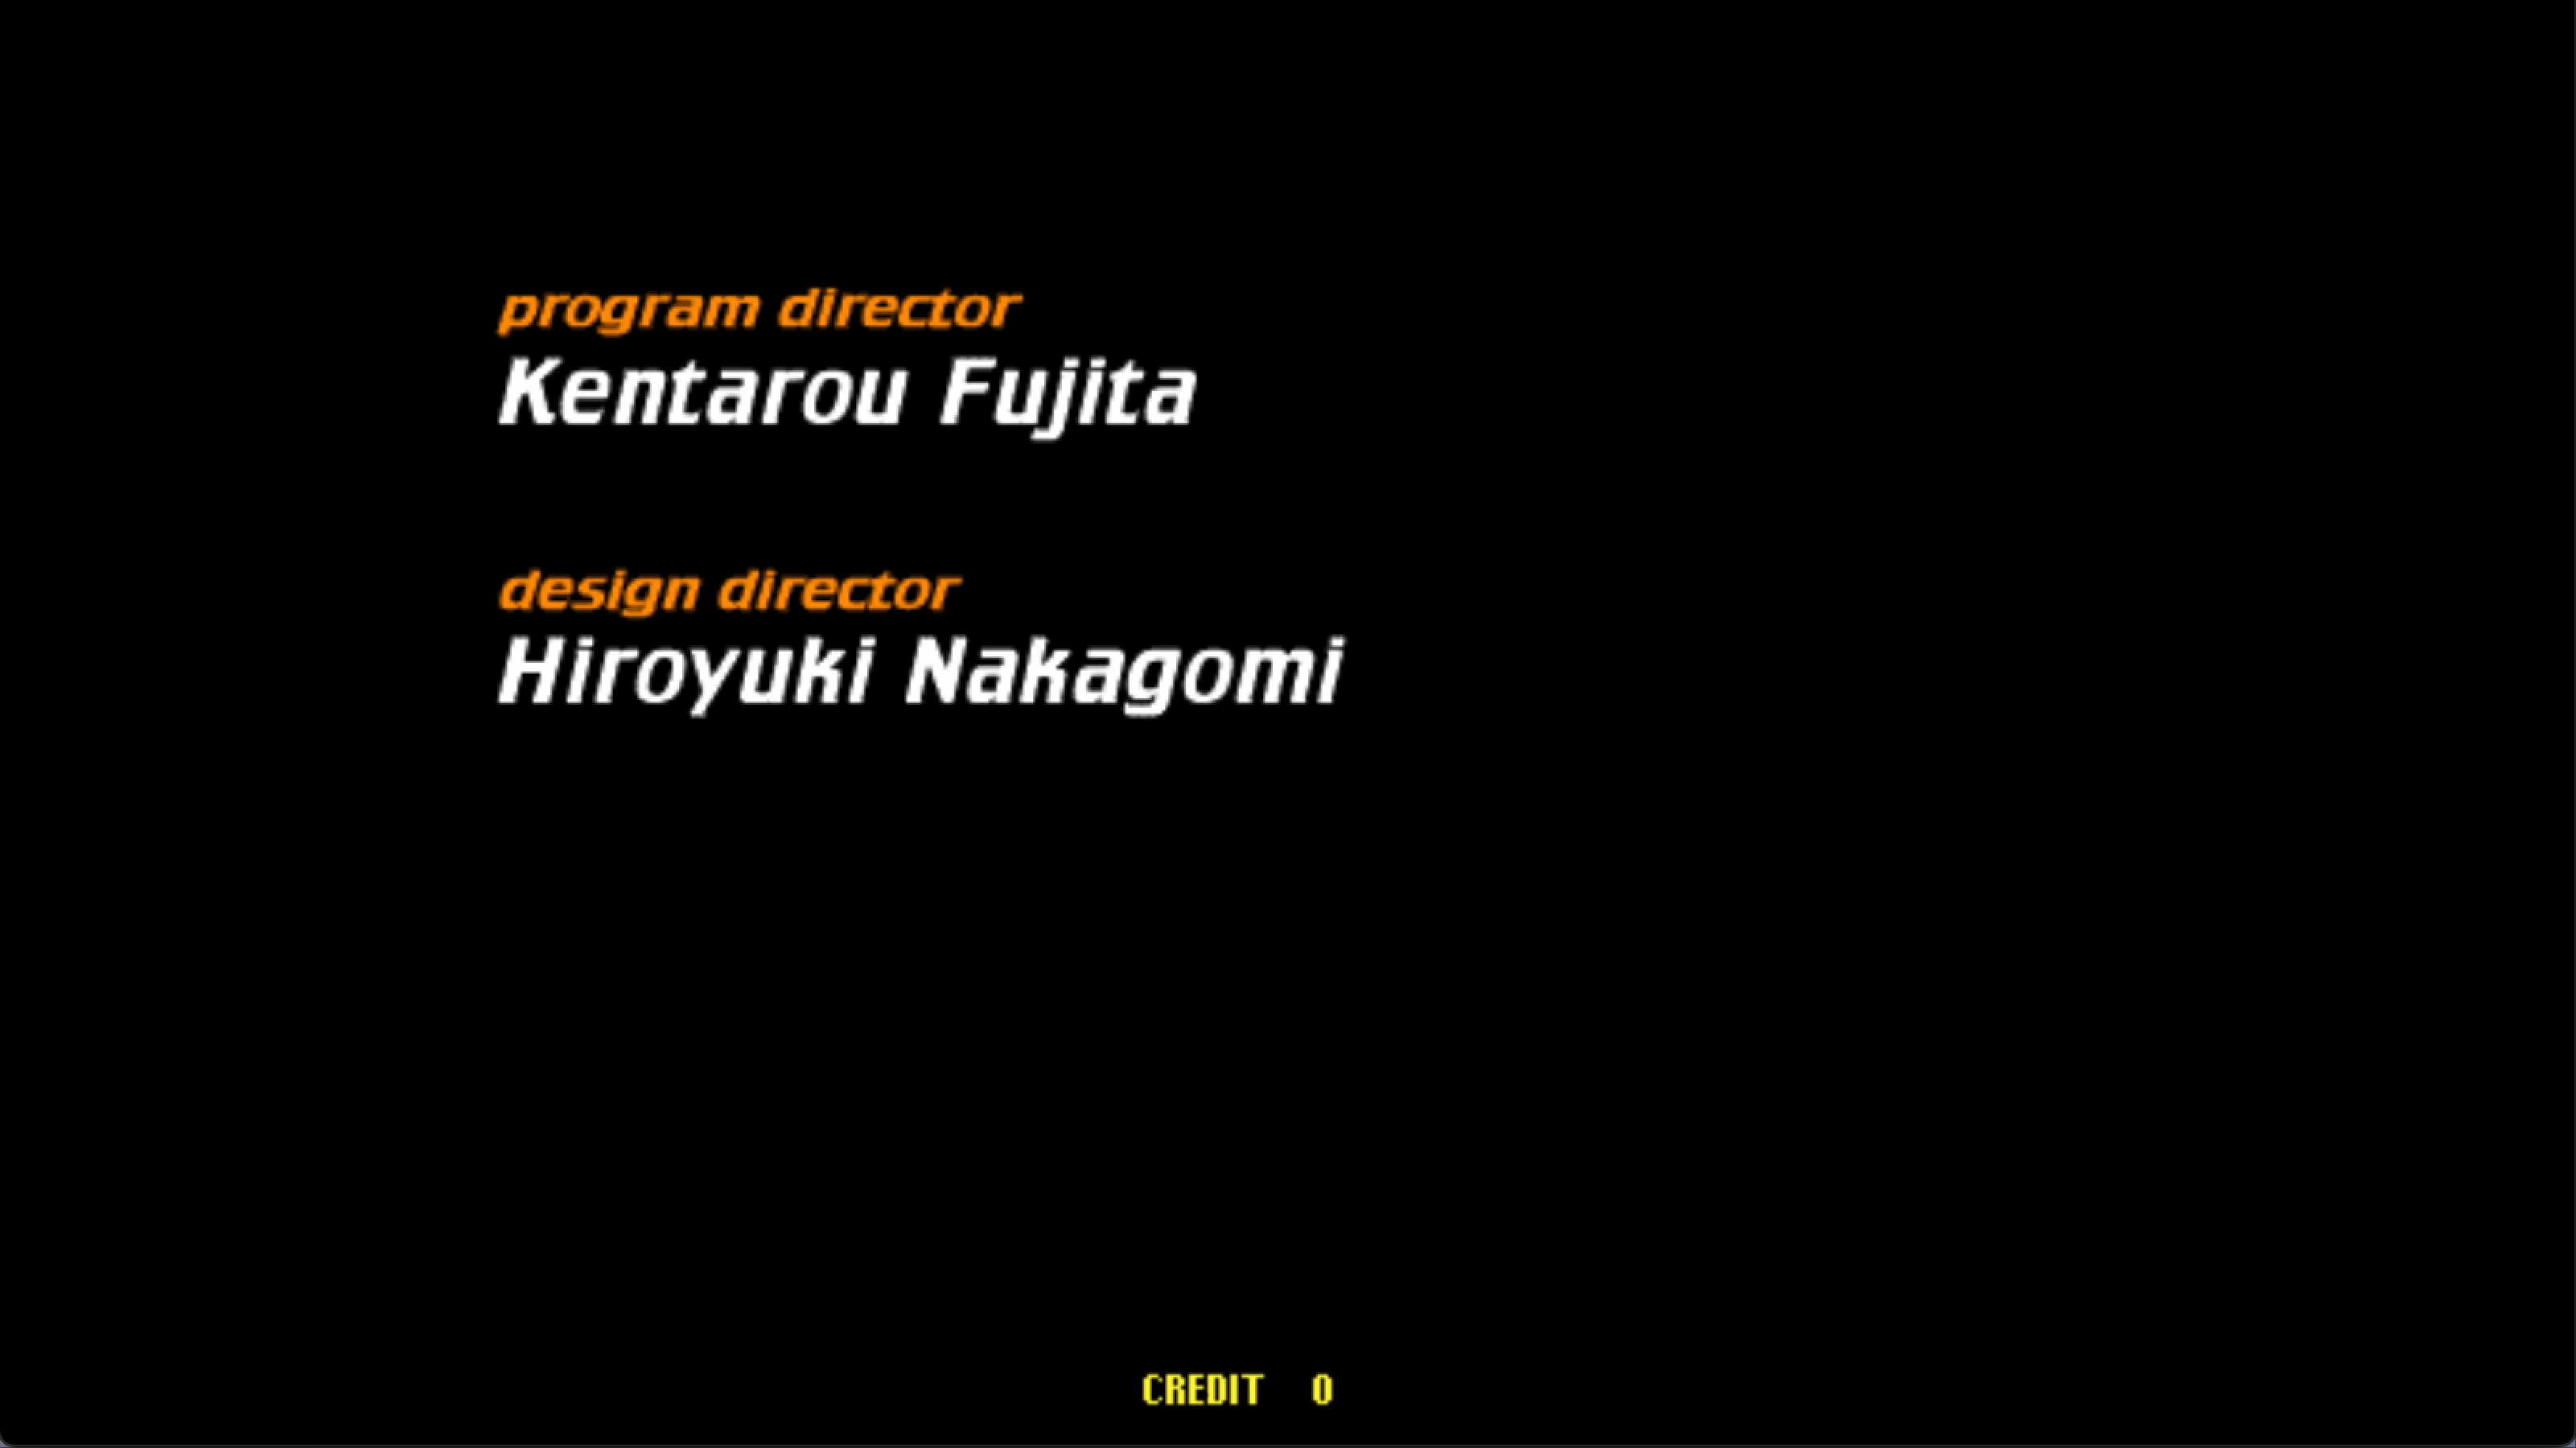 program director
Kentarou Fujita
design director
Hiroyuki Nakagomi
CREDIT 0